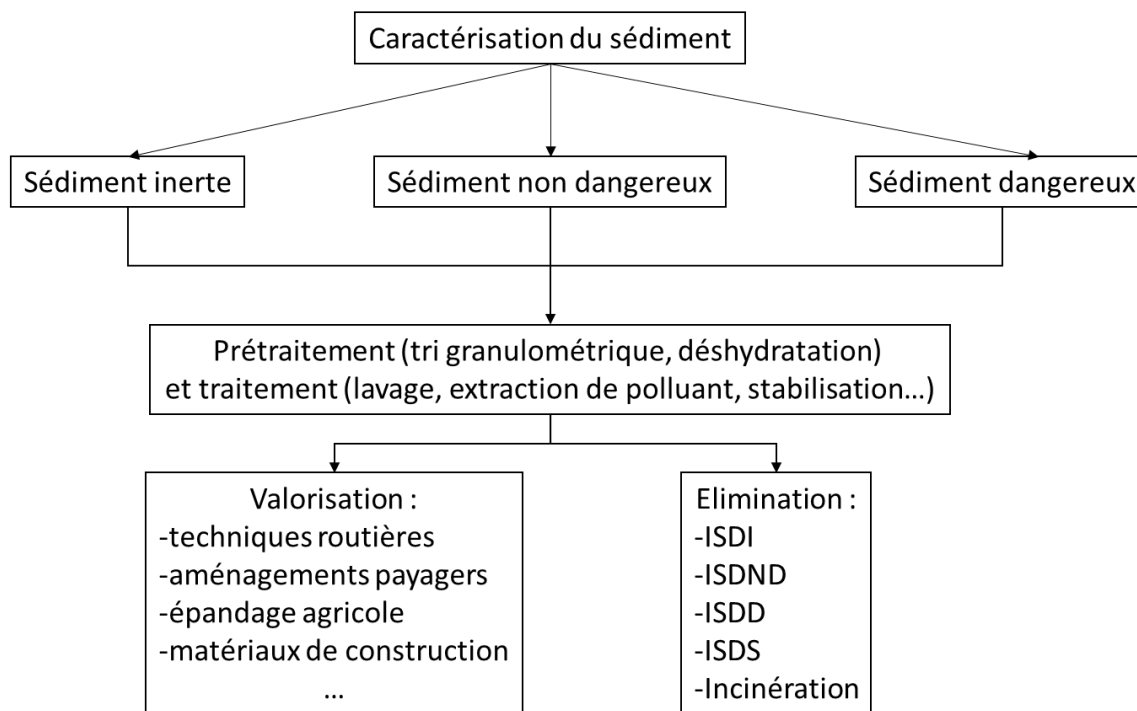 Caractérisation du sédiment
Sédiment inerte
Sédiment non dangereux
Sédiment dangereux
Prétraitement (tri granulométrique, déshydratation)
et traitement (lavage, extraction de polluant, stabilisation...)
Valorisation :
-techniques routières
-aménagements payagers
-épandage agricole
-matériaux de construction
...
Elimination :
-ISDI
-ISDND
-ISDD
-ISDS
-Incinération